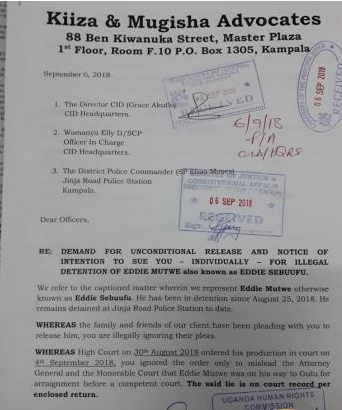 Kiiza & Mugisha Advocates
88 Ben Kiwanuka Street, Master Plaza
1st Floor, Room F.10 P.O. Box 1305, Kampala
September 6, 2018
06 SEP 2018
RECEIVED
1. The Director CID (Grace Akullo)
CID Headquarters.
6/9/18
2. Womanya Elly D/SCP
Officer In Charge
CID Headquarters.
3. The District Police Commander (SP Elian Moses)
Jinja Road Police Station
Kampala.
06 SEP 2018
RECEIVED
Dear Officers,
RE: DEMAND FOR UNCONDITIONAL RELEASE AND NOTICE OF
INTENTION TO SUE YOU – INDIVIDUALLY – FOR ILLEGAL
DETENTION OF EDDIE MUTWE also known as EDDIE SEBUUFU.
We refer to the captioned matter wherein we represent Eddie Mutwe otherwise
known as Eddie Sebuufu. He has been in detention since August 25, 2018. He
remains detained at Jinja Road Police Station to date.
WHEREAS the family and friends of our client have been pleading with you to
release him, you are illegally ignoring their pleas.
WHEREAS High Court on 30th August 2018 ordered his production in court on
4th September 2018, you ignored the order only to mislead the Attorney
General and the Honorable Court that Eddie Mutwe was on his way to Gulu for
arraignment before a competent court. The said lie is on court record per
enclosed return.
UGANDA HUMAN RIGHTS
COMMISSION